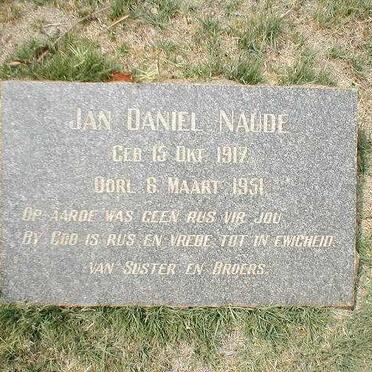 JAN DANIEL NAUDE
GEB 15 OKT 1917
OORL 6 MAART 1951
OP AARDE WAS GEEN RUS VIR JOU
BY GOD IS RUS EN VREDE TOT IN EWIGHEID
VAN SUSTER EN BROERS.